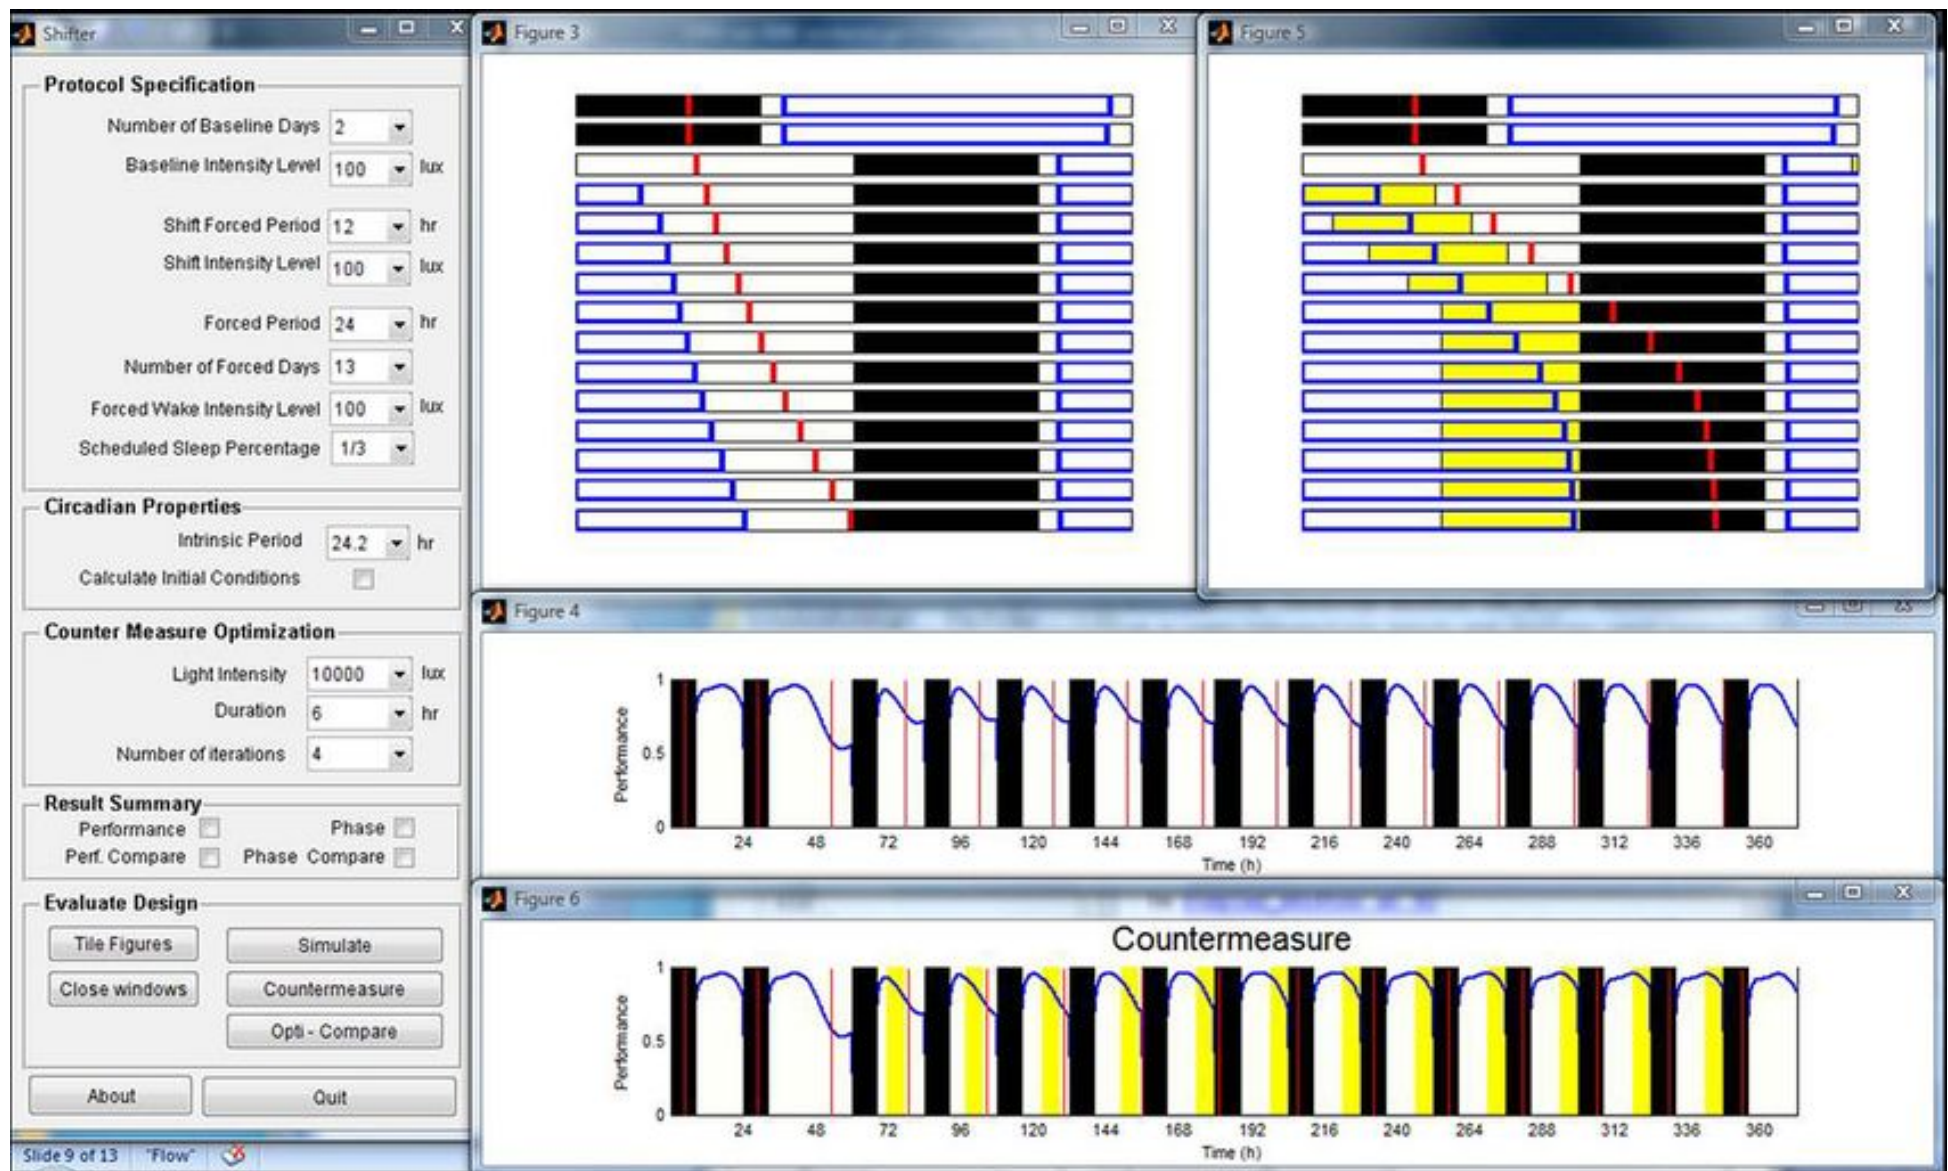 Shifter
Protocol Specification
Number of Baseline Days 2
Baseline Intensity Level 100 lux
Shift Forced Period 12 hr
Shift Intensity Level 100 lux
Forced Period 24 hr
Number of Forced Days 13
Forced Wake Intensity Level 100 lux
Scheduled Sleep Percentage 1/3
Circadian Properties
Intrinsic Period 24.2 hr
Calculate Initial Conditions
Counter Measure Optimization
Light Intensity 10000 lux
Duration 6 hr
Number of iterations 4
Result Summary
Performance Phase
Perf. Compare Phase Compare
Evaluate Design
Tile Figures Simulate
Close windows Countermeasure
Opti - Compare
About Quit
Slide 9 of 13 "Flow"
Figure 3
Figure 5
Figure 4
1
0.5
0
Performance
24 48 72 96 120 144 168 192 216 240 264 288 312 336 360
Time (h)
Figure 6
Countermeasure
1
0.5
0
Performance
24 48 72 96 120 144 168 192 216 240 264 288 312 336 360
Time (h)